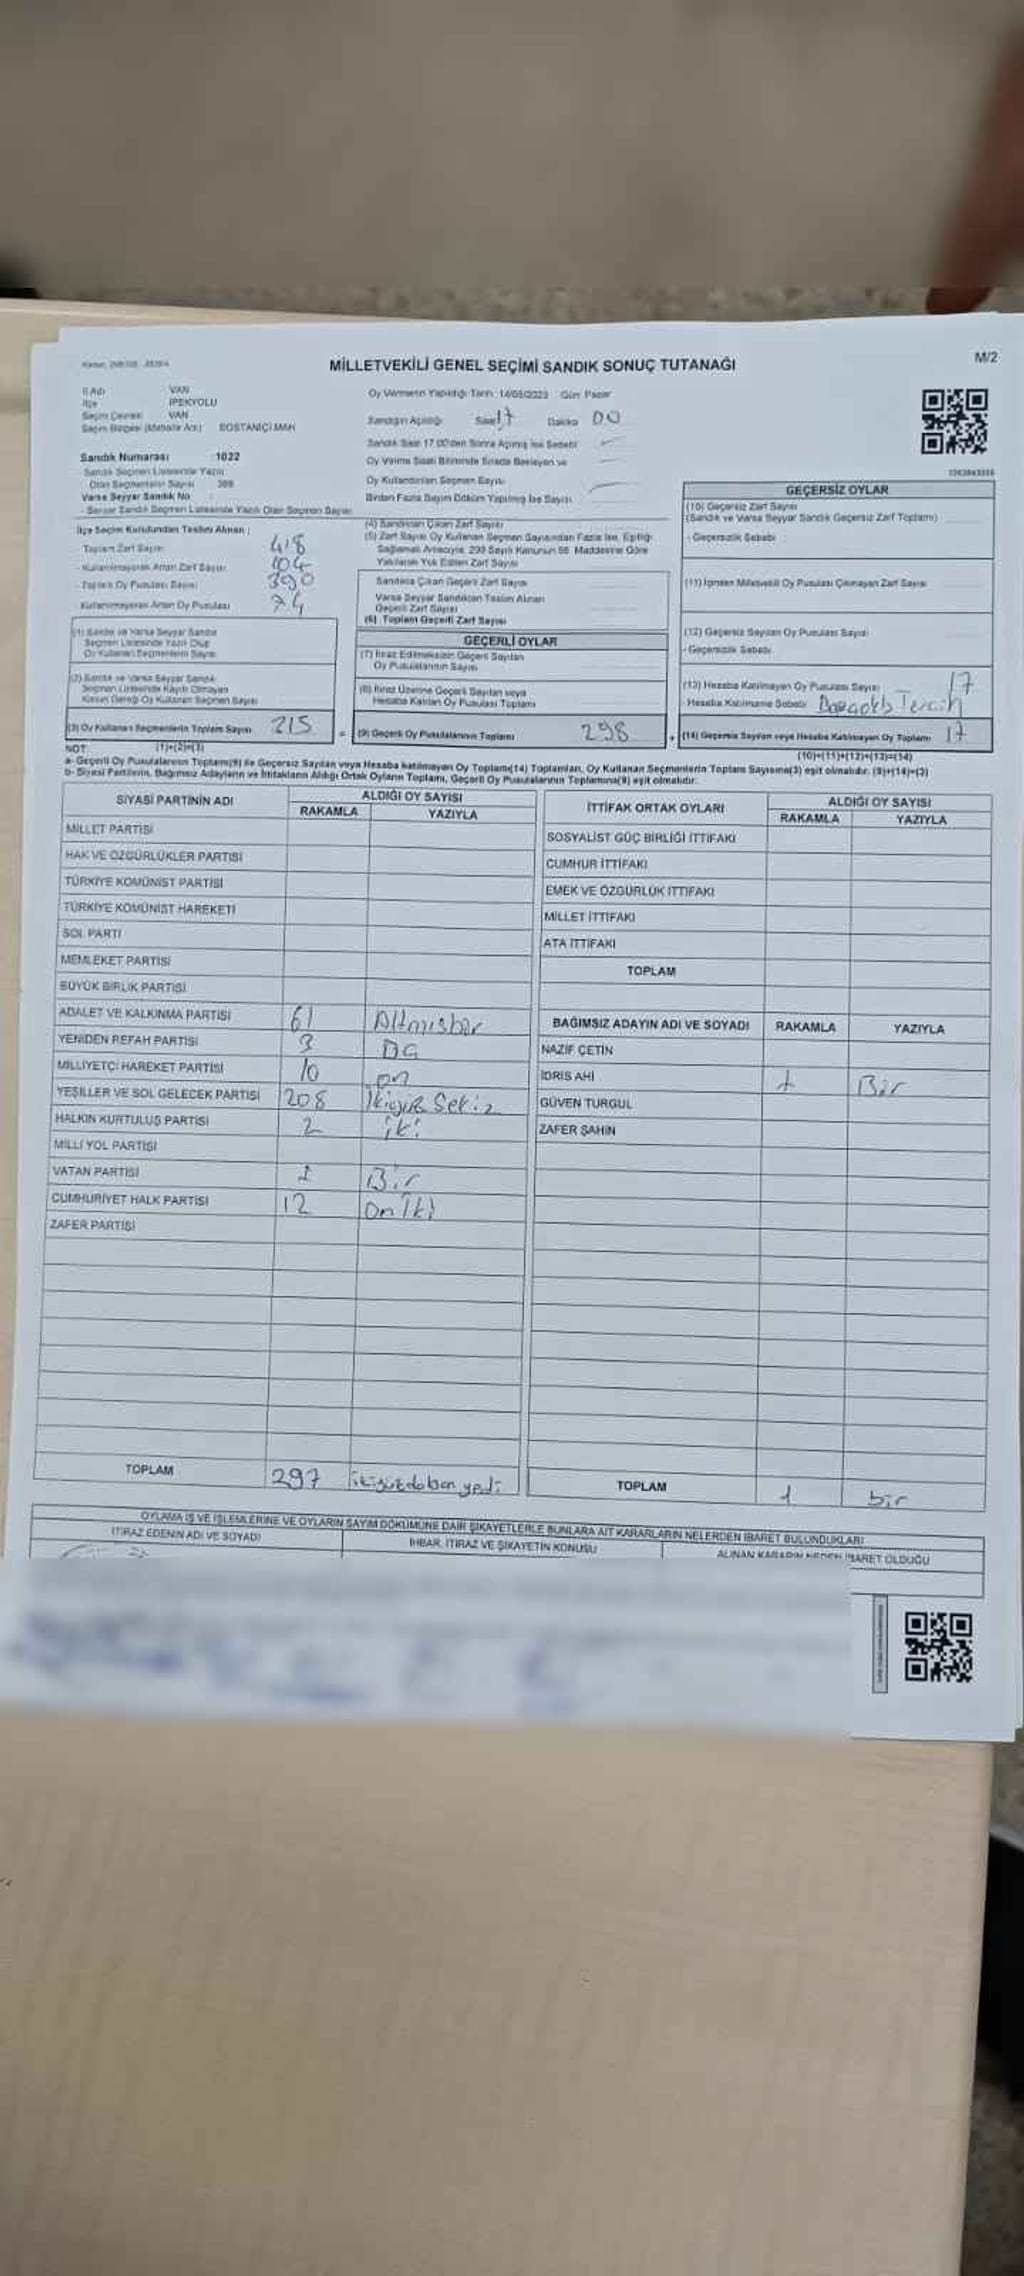 MİLLETVEKİLİ GENEL SEÇİMİ SANDIK SONUÇ TUTANAĞI
M/2
İl Adı VAN
İlçe İPEKYOLU
Seçim Çevresi VAN
Seçim Bölgesi (Mahalle Adı) BOSTANİÇİ MAH
Sandık Numarası :1022
Sandık Seçmen Listesinde Yazılı
Olan Seçmenlerin Sayısı
Varsa Seyyar Sandık No
- Seyyar Sandık Seçmen Listesinde Yazılı Olan Seçmen Sayısı
Oy Vermenin Yapıldığı Tarih: 14/05/2023 Gün: Pazar
Sandığın Açılışı Saat 17 Dakika 00
Sandık Saat 17.00'den Sonra Açılmış İse Sebebi
Oy Verme Saati Bitiminde Sırada Bekleyen ve
Oy Kullandırılan Seçmen Sayısı
Birden Fazla Sayım Döküm Yapılmış İse Sayısı
İlçe Seçim Kurulundan Teslim Alınan ;
Toplam Zarf Sayısı 418
- Kullanılmayarak Artan Zarf Sayısı 104
- Toplam Oy Pusulası Sayısı 390
- Kullanılmayarak Artan Oy Pusulası 74
(1) Sandık ve Varsa Seyyar Sandık
Seçmen Listesinde Yazılı Olup
Oy Kullanan Seçmenlerin Sayısı
(2) Sandık ve Varsa Seyyar Sandık
Seçmen Listesinde Kayıtlı Olmayan
Kanun Gereği Oy Kullanan Seçmen Sayısı
(3) Oy Kullanan Seçmenlerin Toplam Sayısı 215
(4) Sandıktan Çıkan Zarf Sayısı
(5) Zarf Sayısı Oy Kullanan Seçmen Sayısından Fazla İse, Eşitliği
Sağlamak Amacıyla, 298 Sayılı Kanunun 98. Maddesine Göre
Yakılarak Yok Edilen Zarf Sayısı
Sandıkta Çıkan Geçerli Zarf Sayısı
Varsa Seyyar Sandıktan Teslim Alınan
Geçerli Zarf Sayısı
(6) Toplam Geçerli Zarf Sayısı
GEÇERLİ OYLAR
(7) İtiraz Edilmeksizin Geçerli Sayılan
Oy Pusulalarının Sayısı
(8) İtiraz Üzerine Geçerli Sayılan veya
Hesaba Katılan Oy Pusulası Toplamı
= (9) Geçerli Oy Pusulalarının Toplamı 298
GEÇERSİZ OYLAR
(10) Geçersiz Zarf Sayısı
(Sandık ve Varsa Seyyar Sandık Geçersiz Zarf Toplamı)
- Geçersizlik Sebebi
(11) İçinden Milletvekili Oy Pusulası Çıkmayan Zarf Sayısı
(12) Geçersiz Sayılan Oy Pusulası Sayısı
- Geçersizlik Sebebi
(13) Hesaba Katılmayan Oy Pusulası Sayısı 17
- Hesaba Katılmama Sebebi
+ (14) Geçersiz Sayılan veya Hesaba Katılmayan Oy Toplamı 17
NOT: (1)+(2)=(3)
(10)+(11)+(12)+(13)=(14)
a- Geçerli Oy Pusulalarının Toplamı(9) ile Geçersiz Sayılan veya Hesaba katılmayan Oy Toplamı(14) Toplamları, Oy Kullanan Seçmenlerin Toplam Sayısına(3) eşit olmalıdır. (9)+(14)=(3)
b- Siyasi Partilerin, Bağımsız Adayların ve İttifakların Aldığı Ortak Oyların Toplamı, Geçerli Oy Pusulalarının Toplamına(9) eşit olmalıdır.
SİYASİ PARTİNİN ADI
ALDIĞI OY SAYISI
RAKAMLA YAZIYLA
MİLLET PARTİSİ
HAK VE ÖZGÜRLÜKLER PARTİSİ
TÜRKİYE KOMÜNİST PARTİSİ
TÜRKİYE KOMÜNİST HAREKETİ
SOL PARTİ
MEMLEKET PARTİSİ
BÜYÜK BİRLİK PARTİSİ
ADALET VE KALKINMA PARTİSİ 61 Altmışbir
YENİDEN REFAH PARTİSİ 3
MİLLİYETÇİ HAREKET PARTİSİ 10 on
YEŞİLLER VE SOL GELECEK PARTİSİ 208 İkiyüz Sekiz
HALKIN KURTULUŞ PARTİSİ 2 iki
MİLLİ YOL PARTİSİ
VATAN PARTİSİ 1 Bir
CUMHURİYET HALK PARTİSİ 12 on iki
ZAFER PARTİSİ
TOPLAM 297
İTTİFAK ORTAK OYLARI
ALDIĞI OY SAYISI
RAKAMLA YAZIYLA
SOSYALİST GÜÇ BİRLİĞİ İTTİFAKI
CUMHUR İTTİFAKI
EMEK VE ÖZGÜRLÜK İTTİFAKI
MİLLET İTTİFAKI
ATA İTTİFAKI
TOPLAM
BAĞIMSIZ ADAYIN ADI VE SOYADI RAKAMLA YAZIYLA
NAZİF ÇETİN
İDRİS AHİ 1 Bir
GÜVEN TURGUL
ZAFER ŞAHİN
TOPLAM 1 bir
OYLAMA İŞ VE İŞLEMLERİNE VE OYLARIN SAYIM DÖKÜMÜNE DAİR ŞİKAYETLERLE BUNLARA AİT KARARLARIN NELERDEN İBARET BULUNDUKLARI
İTİRAZ EDENİN ADI VE SOYADI
İHBAR, İTİRAZ VE ŞİKAYETİN KONUSU
ALINAN KARARIN NEDEN İBARET OLDUĞU